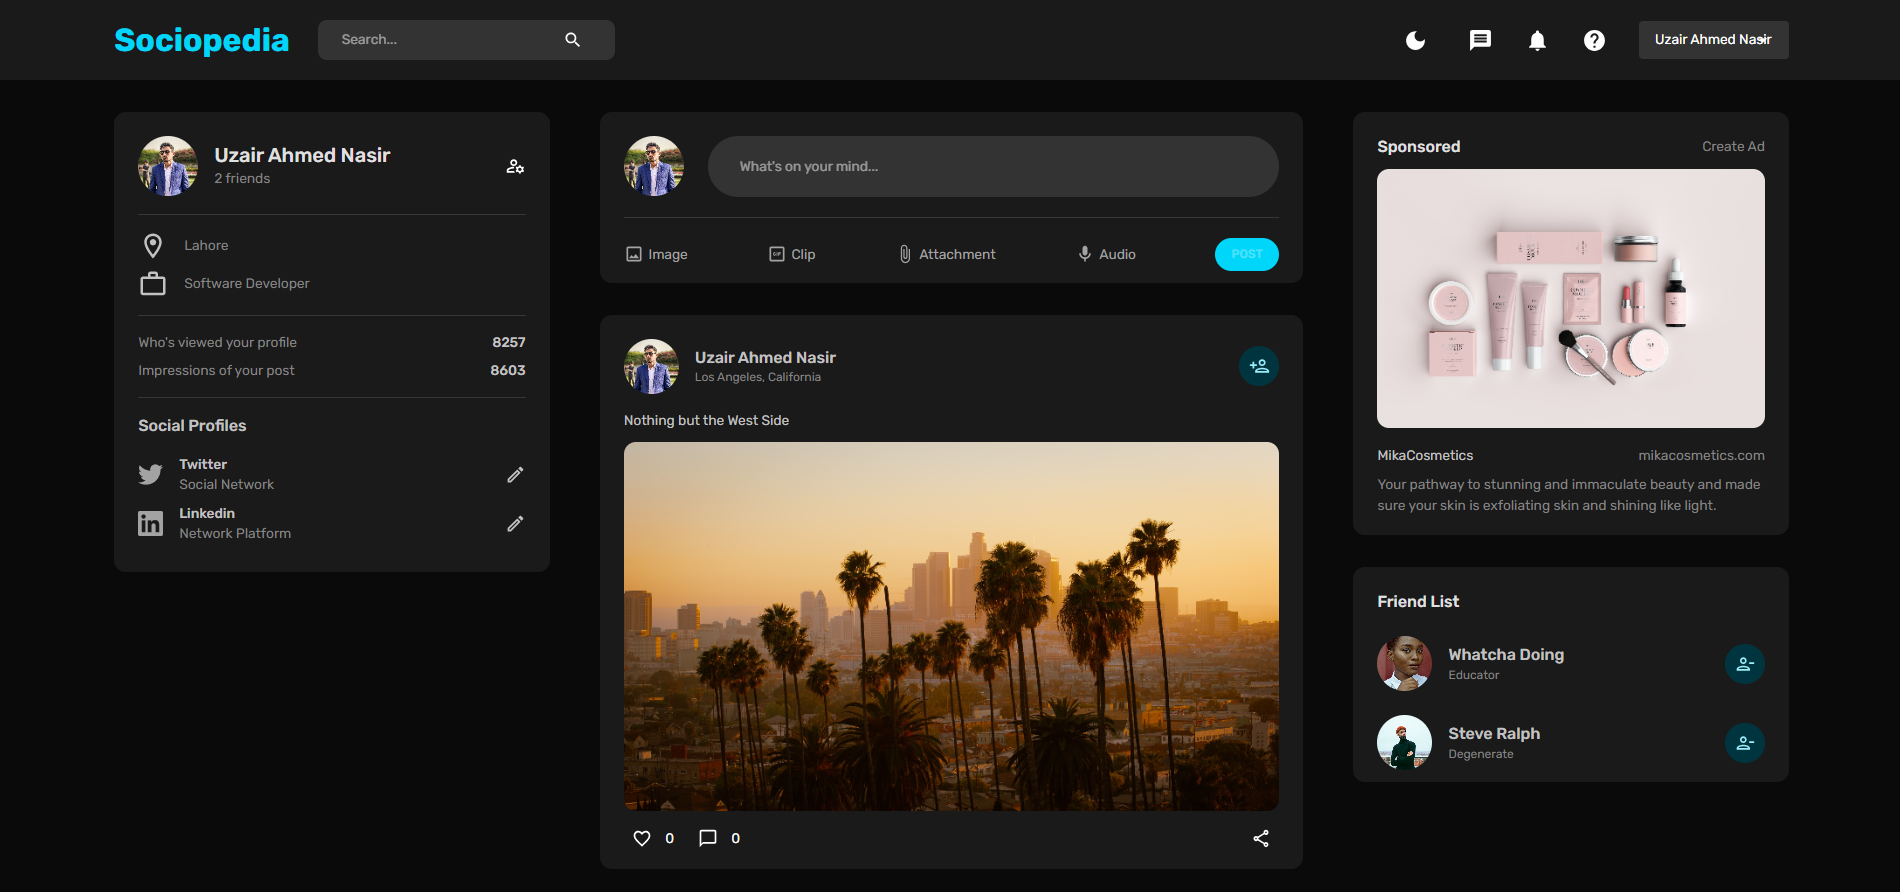 Sociopedia
Search...
Uzair Ahmed Nasir
Uzair Ahmed Nasir
2 friends
Lahore
Software Developer
Who's viewed your profile 8257
Impressions of your post 8603
Social Profiles
Twitter
Social Network
Linkedin
Network Platform
What's on your mind...
Image Clip Attachment Audio POST
Uzair Ahmed Nasir
Los Angeles, California
Nothing but the West Side
0 0
Sponsored Create Ad
MikaCosmetics mikacosmetics.com
Your pathway to stunning and immaculate beauty and made
sure your skin is exfoliating skin and shining like light.
Friend List
Whatcha Doing
Educator
Steve Ralph
Degenerate